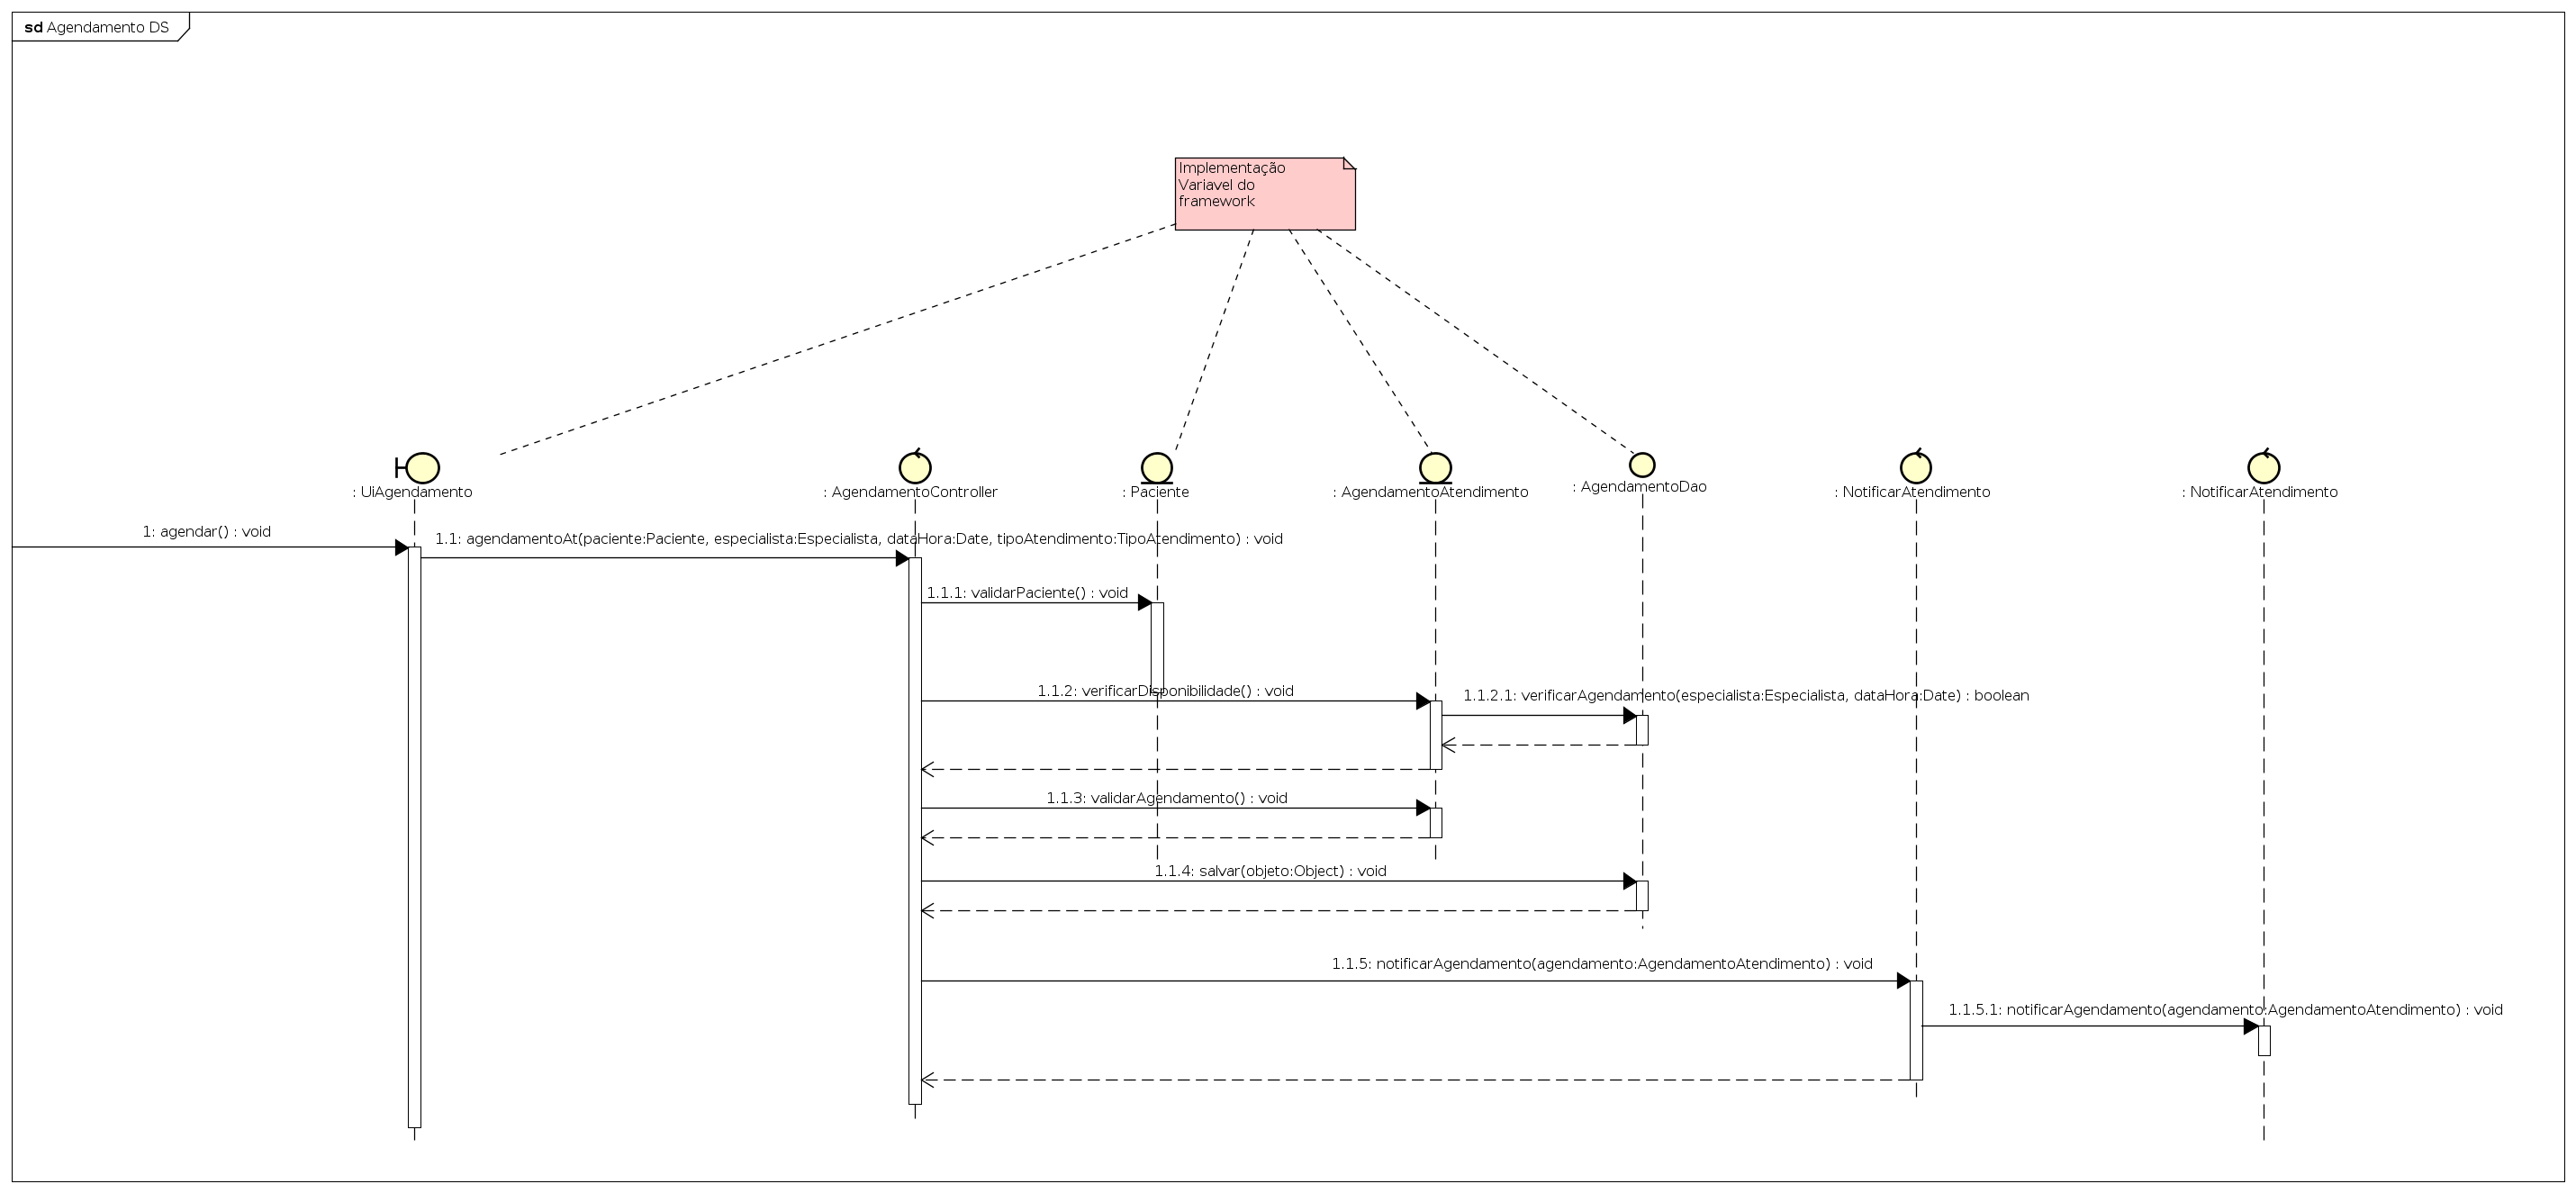 sd Agendamento DS
Implementação
Variavel do
framework
: UiAgendamento
: AgendamentoController
: Paciente
: AgendamentoAtendimento
: AgendamentoDao
: NotificarAtendimento
: NotificarAtendimento
1: agendar() : void
1.1: agendamentoAt(paciente:Paciente, especialista:Especialista, dataHora:Date, tipoAtendimento:TipoAtendimento) : void
1.1.1: validarPaciente() : void
1.1.2: verificarDisponibilidade() : void
1.1.2.1: verificarAgendamento(especialista:Especialista, dataHora:Date) : boolean
1.1.3: validarAgendamento() : void
1.1.4: salvar(objeto:Object) : void
1.1.5: notificarAgendamento(agendamento:AgendamentoAtendimento) : void
1.1.5.1: notificarAgendamento(agendamento:AgendamentoAtendimento) : void